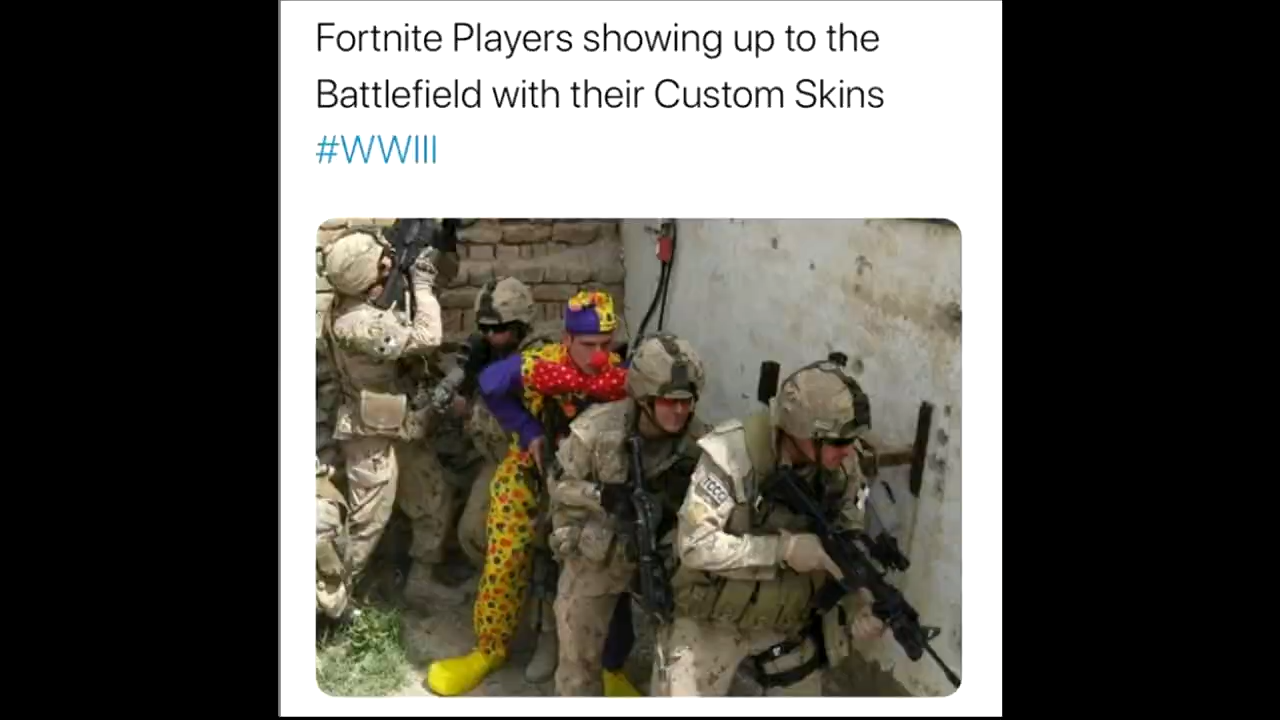 Fortnite Players showing up to the
Battlefield with their Custom Skins
#WWIII